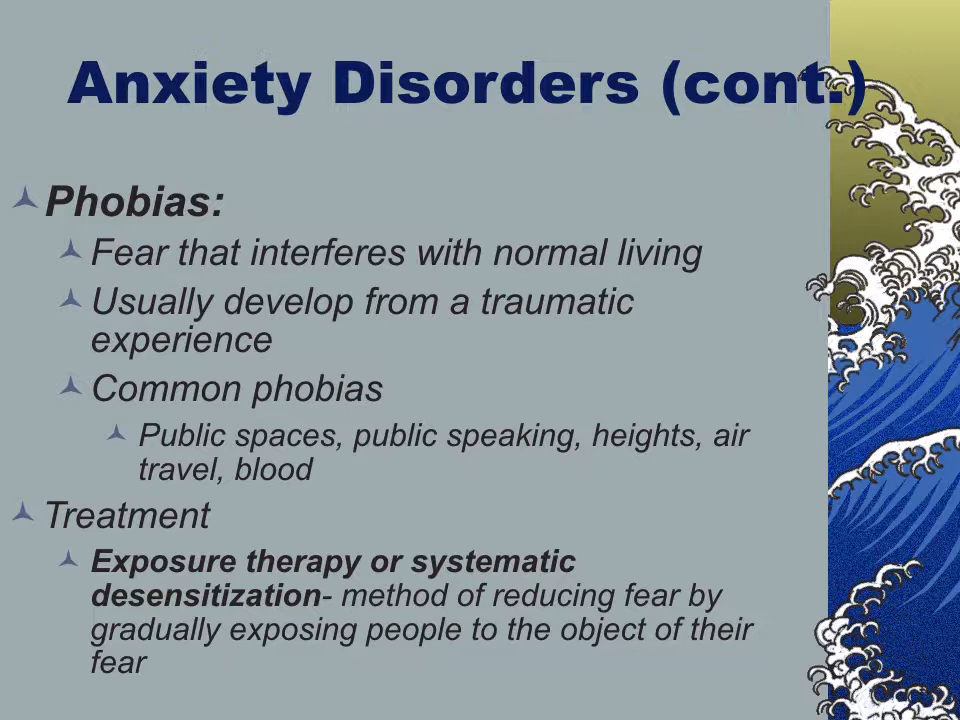 Anxiety Disorders (cont.)
Phobias:
Fear that interferes with normal living
Usually develop from a traumatic
experience
Common phobias
Public spaces, public speaking, heights, air
travel, blood
Treatment
Exposure therapy or systematic
desensitization- method of reducing fear by
gradually exposing people to the object of their
fear